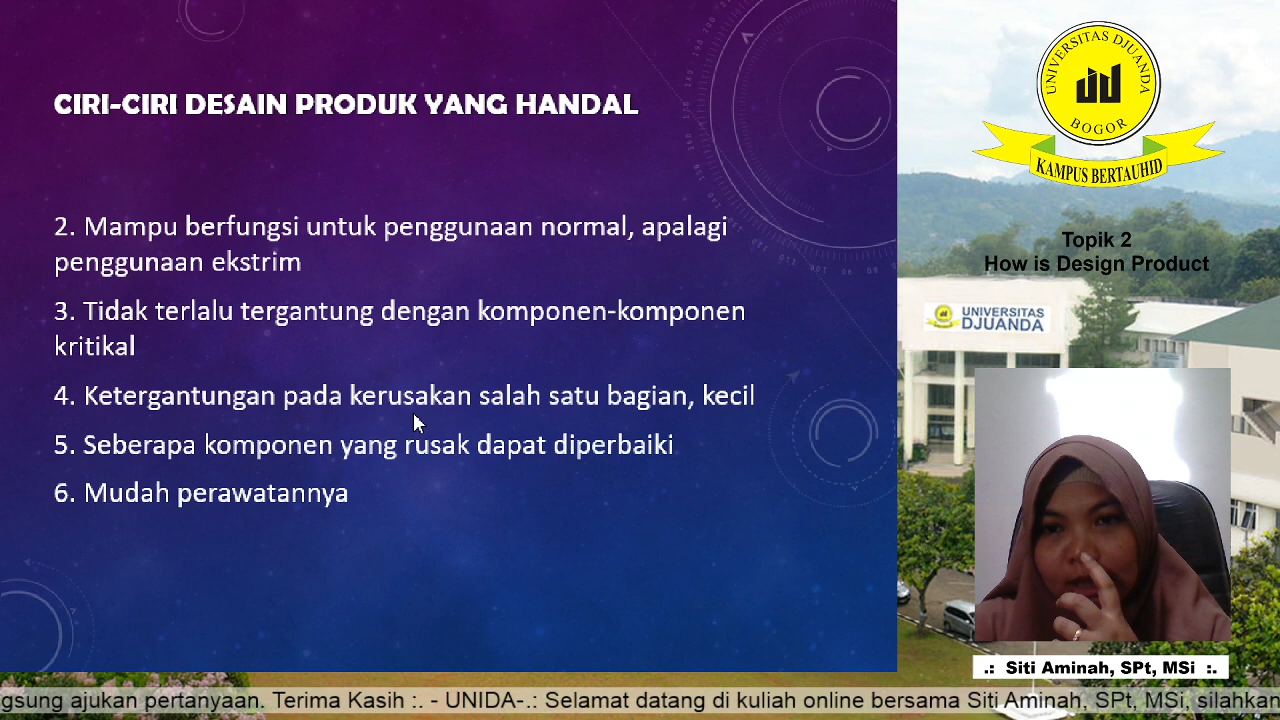 CIRI-CIRI DESAIN PRODUK YANG HANDAL
2. Mampu berfungsi untuk penggunaan normal, apalagi
penggunaan ekstrim
3. Tidak terlalu tergantung dengan komponen-komponen
kritikal
4. Ketergantungan pada kerusakan salah satu bagian, kecil
5. Seberapa komponen yang rusak dapat diperbaiki
6. Mudah perawatannya
UNIVERSITAS DJUANDA
BOGOR
KAMPUS BERTAUHID
Topik 2
How is Design Product
UNIVERSITAS
DJUANDA
.: Siti Aminah, SPt, MSi :.
gsung ajukan pertanyaan. Terima Kasih :. - UNIDA-.: Selamat datang di kuliah online bersama Siti Aminah, SPt, MSi, silahkan